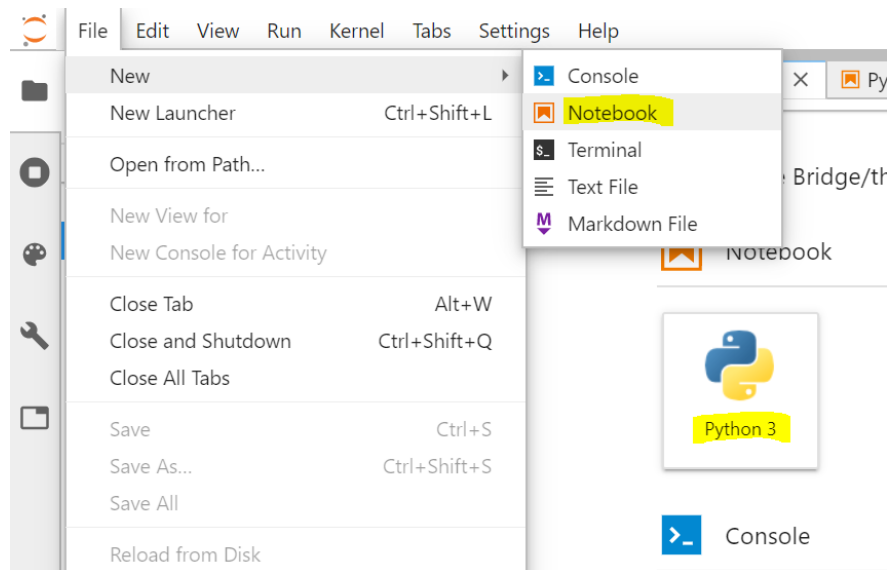 File Edit View Run Kernel Tabs Settings Help
New
New Launcher Ctrl+Shift+L
Open from Path...
New View for
New Console for Activity
Close Tab Alt+W
Close and Shutdown Ctrl+Shift+Q
Close All Tabs
Save Ctrl+S
Save As... Ctrl+Shift+S
Save All
Reload from Disk
Console
Notebook
Terminal
Text File
M Markdown File
Py
Bridge/th
Notebook
Python 3
Console